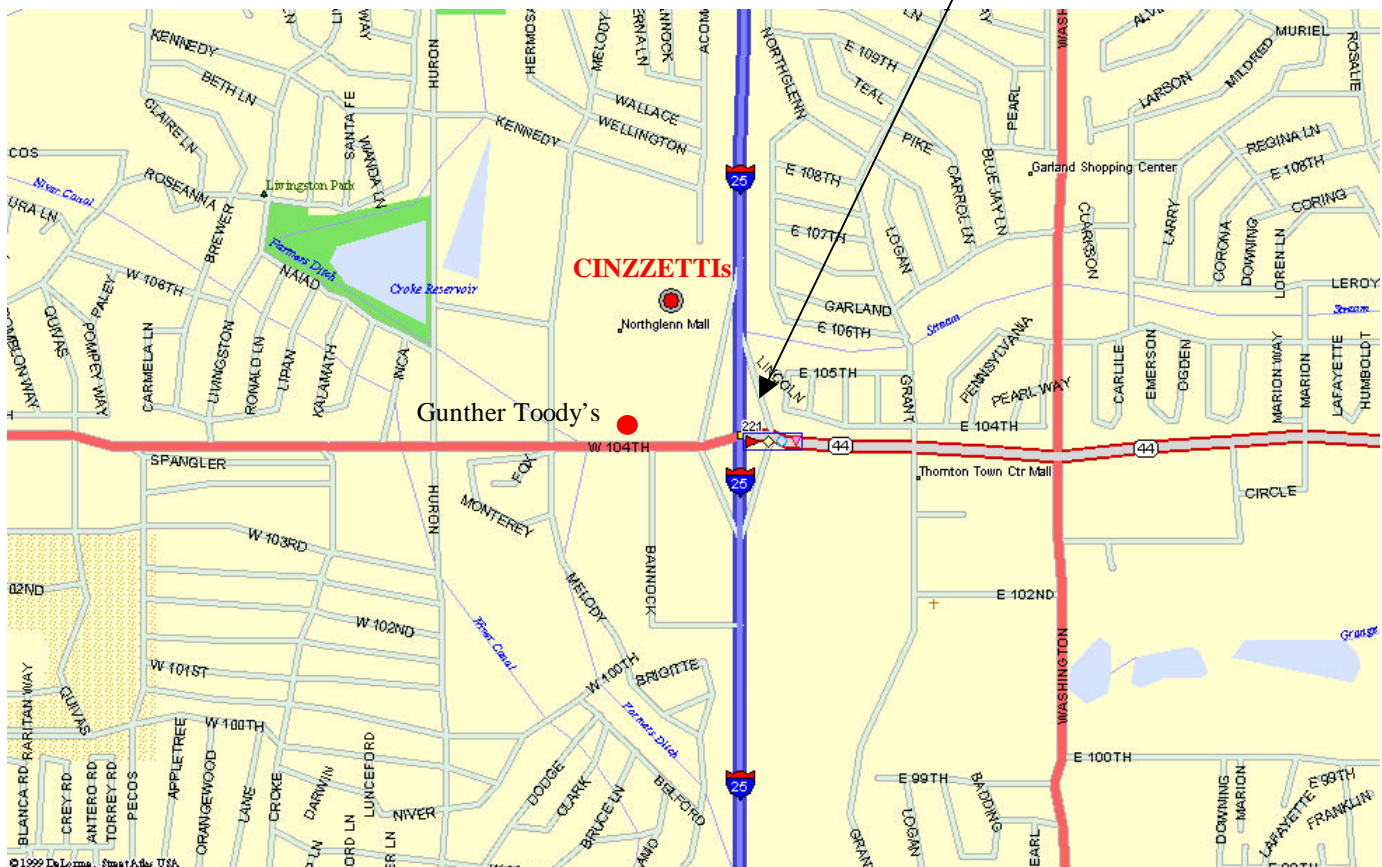 KENNEDY
BETH LN
CLAIRE LN
COS
ROSEANNA
Niver Canal
URA LN
BREWER
SANTA FE
WANDA LN
Livingston Park
HURON
KENNEDY
HERMOSA
MELODY
WALLACE
WELLINGTON
ACOMA
25
NORTHGLENN
E 109TH
TEAL
PIKE
PEARL
E 108TH
CARROL LN
BLUE JAY LN
LOGAN
E 107TH
Garland Shopping Center
WASH
LARSON
MILDRED
MURIEL
ROSALIE
REGINA LN
E 108TH
CORING
CLARKSON
LARRY
CORONA
DOWNING
LOREN LN
LEROY
Stream
Stream
W 106TH
PALEY
QUIVAS
POMPEY WAY
CARMELA LN
LIVINGSTON
RONALD LN
LIPAN
KALAMATH
INCA
NAIAD
Farmers Ditch
Croke Reservoir
CINZZETTIs
Northglenn Mall
GARLAND
E 106TH
LINCOLN
E 105TH
GRANT
PENNSYLVANIA
PEARL WAY
CARLILE
EMERSON
OGDEN
MARION WAY
MARION
LAFAYETTE
HUMBOLDT
Gunther Toody’s
W 104TH
221
E 104TH
44
44
Thornton Town Ctr Mall
CIRCLE
SPANGLER
FOX
MONTEREY
HURON
25
W 103RD
BANNOCK
MELODY
02ND
W 102ND
E 102ND
Niver Canal
W 101ST
W 100TH
BRIGITTE
Farmers Ditch
WASHINGTON
Grange
RARITAN WAY
QUIVAS
W 100TH
BLANCA RD
CREY RD
ANTERO RD
TORREY RD
PECOS
APPLETREE
ORANGEWOOD
LANE
CROKE
DARWIN
LUNCEFORD
NIVER
DODGE
CLARK
BRUCE LN
BELFORD
25
E 100TH
E 99TH
LOGAN
BADDING
DOWNING
MARION
E 99TH
LAFAYETTE
FRANKLIN
©1999 DeLorme. Street Atlas USA